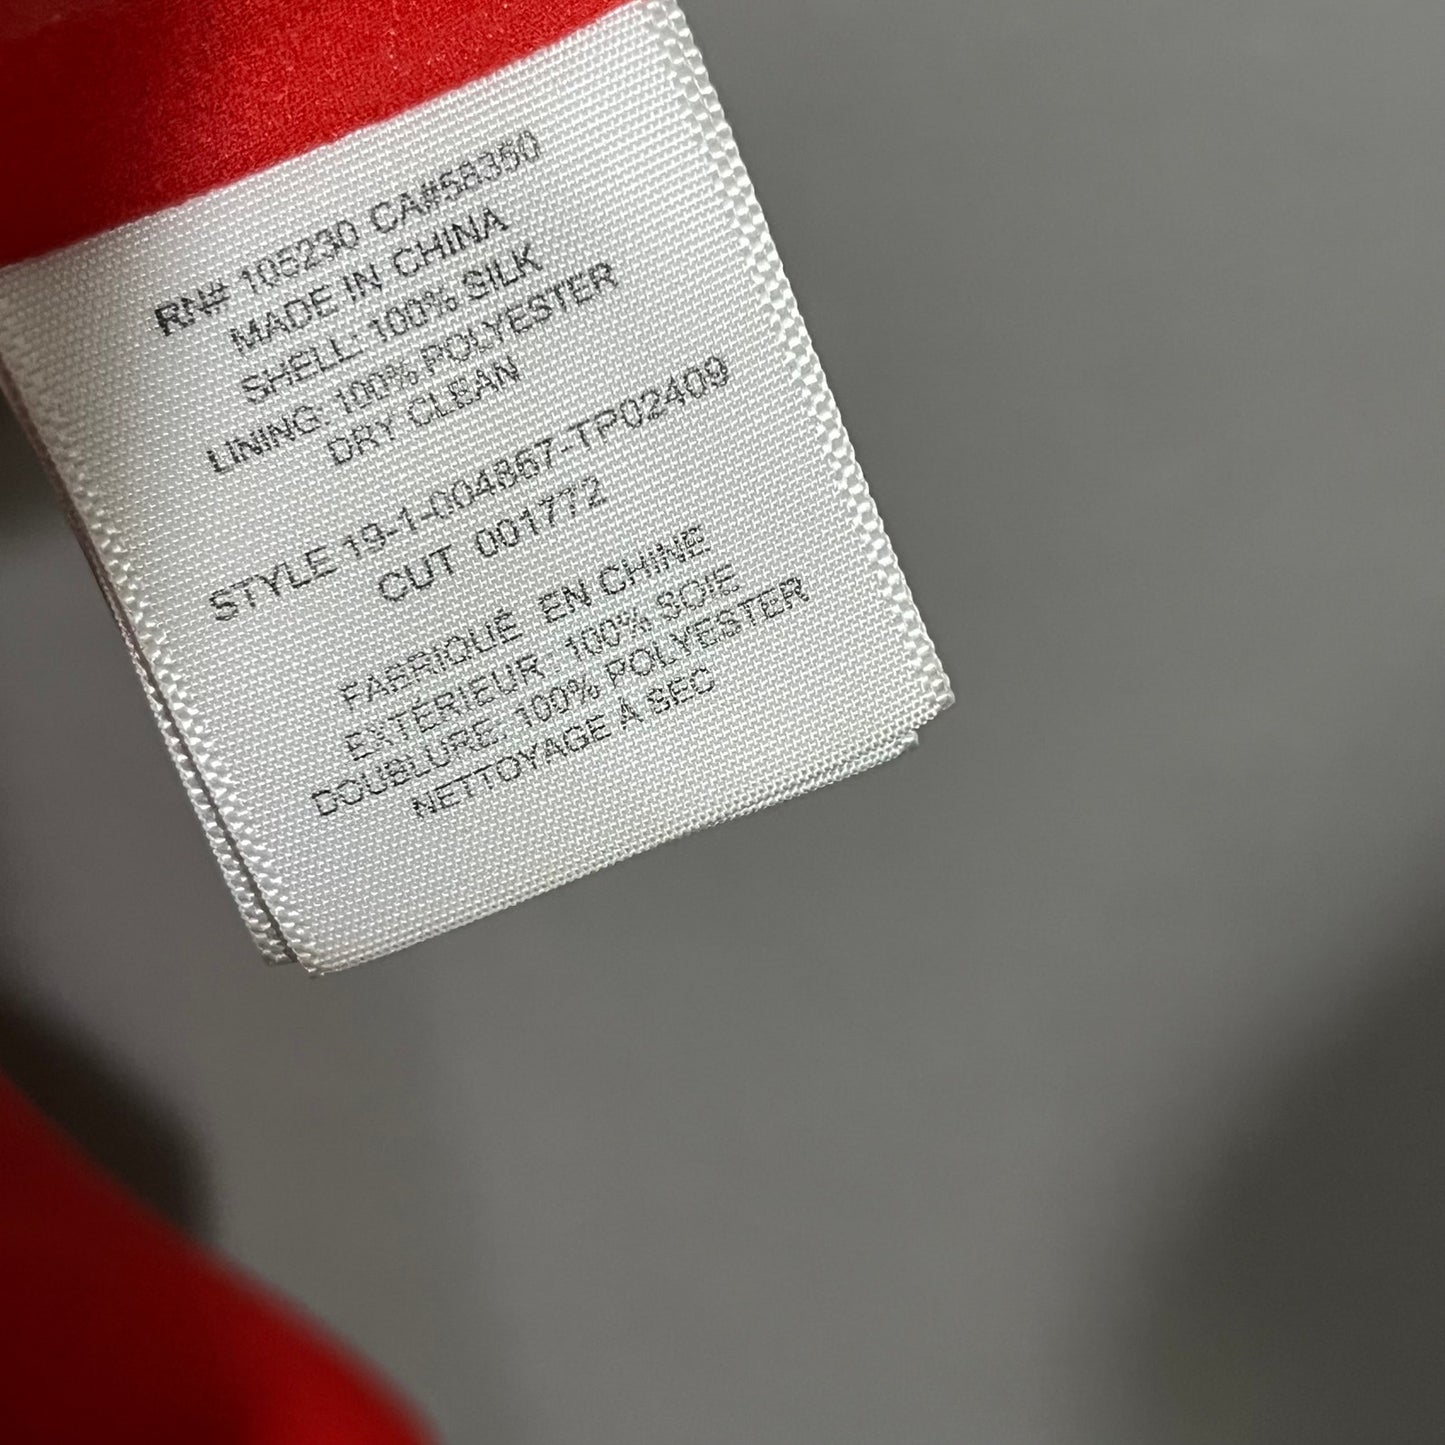 RN# 105230 CA#58350
MADE IN CHINA
SHELL: 100% SILK
LINING: 100% POLYESTER
DRY CLEAN
STYLE 19-1-004867-TP02409
CUT 001772
FABRIQUÉ EN CHINE
EXTERIEUR: 100% SOIE
DOUBLURE: 100% POLYESTER
NETTOYAGE À SEC